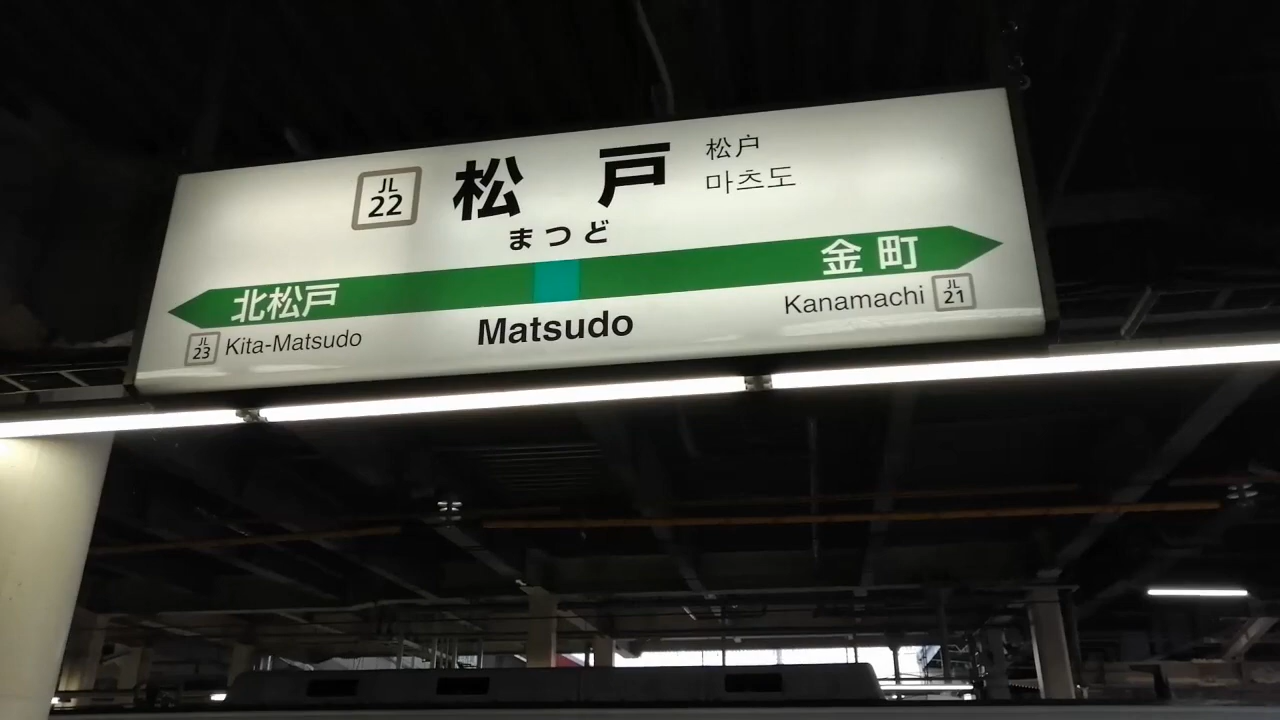 JL
22
松戸
松户
마츠도
まつど
北松戸
金町
JL
23
Kita-Matsudo
Matsudo
Kanamachi
JL
21